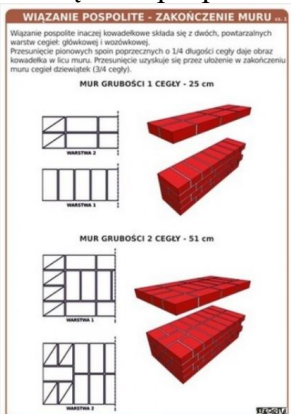 WIĄZANIE POSPOLITE - ZAKOŃCZENIE MURU cz. 1
Wiązanie pospolite inaczej kowadełkowe składa się z dwóch, powtarzalnych
warstw cegieł: główkowej i wozówkowej.
Przesunięcie pionowych spoin poprzecznych o 1/4 długości cegły daje obraz
kowadełka w licu muru. Przesunięcie uzyskuje się przez ułożenie w zakończeniu
muru cegieł dziewiątek (3/4 cegły).
MUR GRUBOŚCI 1 CEGŁY - 25 cm
WARSTWA 2
WARSTWA 1
MUR GRUBOŚCI 2 CEGŁY - 51 cm
WARSTWA 1
WARSTWA 2